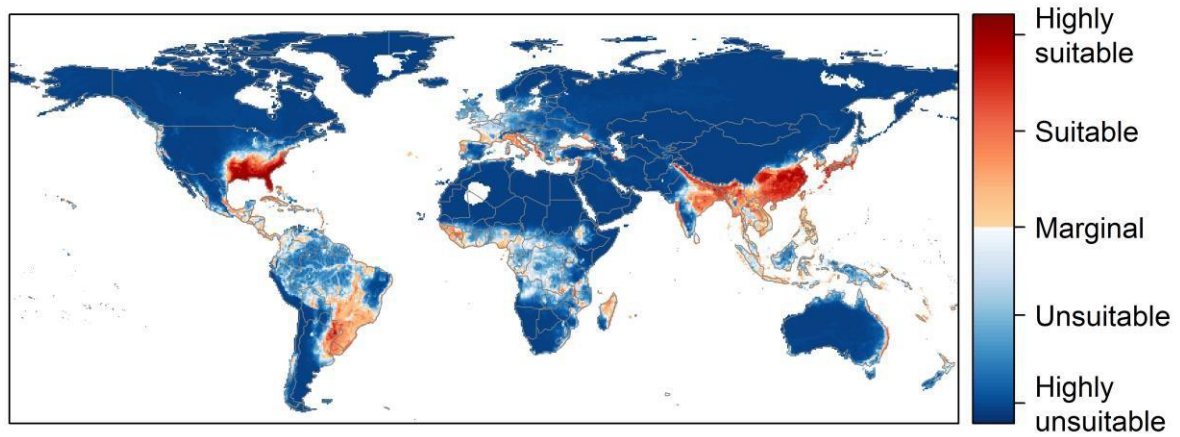 Highly
suitable
Suitable
Marginal
Unsuitable
Highly
unsuitable